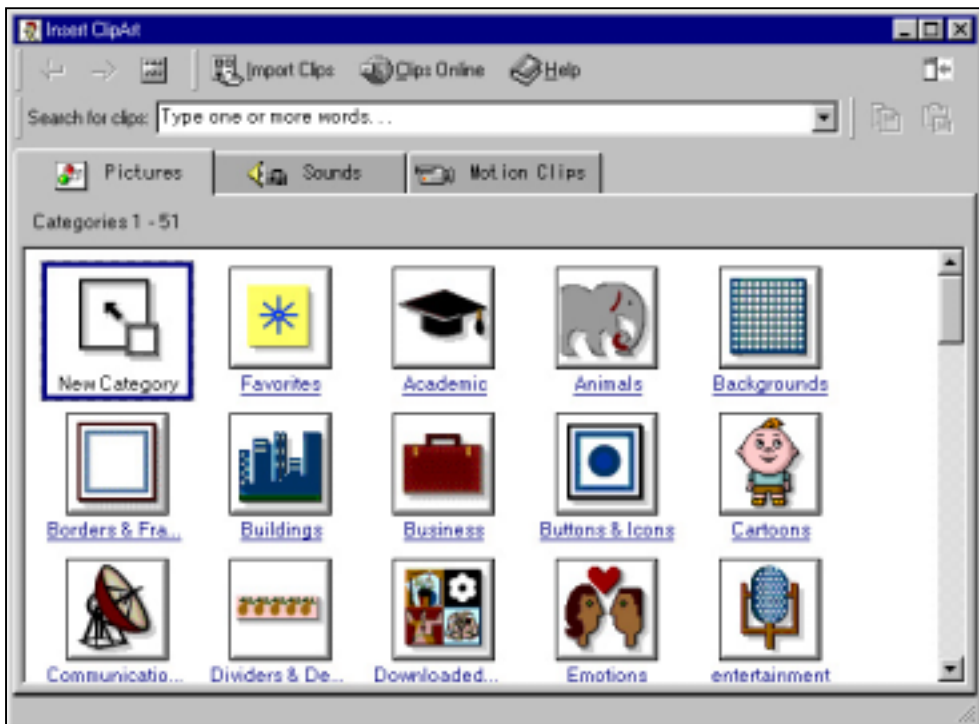 Insert ClipArt
Import Clips Clips Online Help
Search for clips: Type one or more words...
Pictures Sounds Motion Clips
Categories 1 - 51
New Category Favorites Academic Animals Backgrounds
Borders & Fra... Buildings Business Buttons & Icons Cartoons
Communicatio... Dividers & De... Downloaded... Emotions entertainment